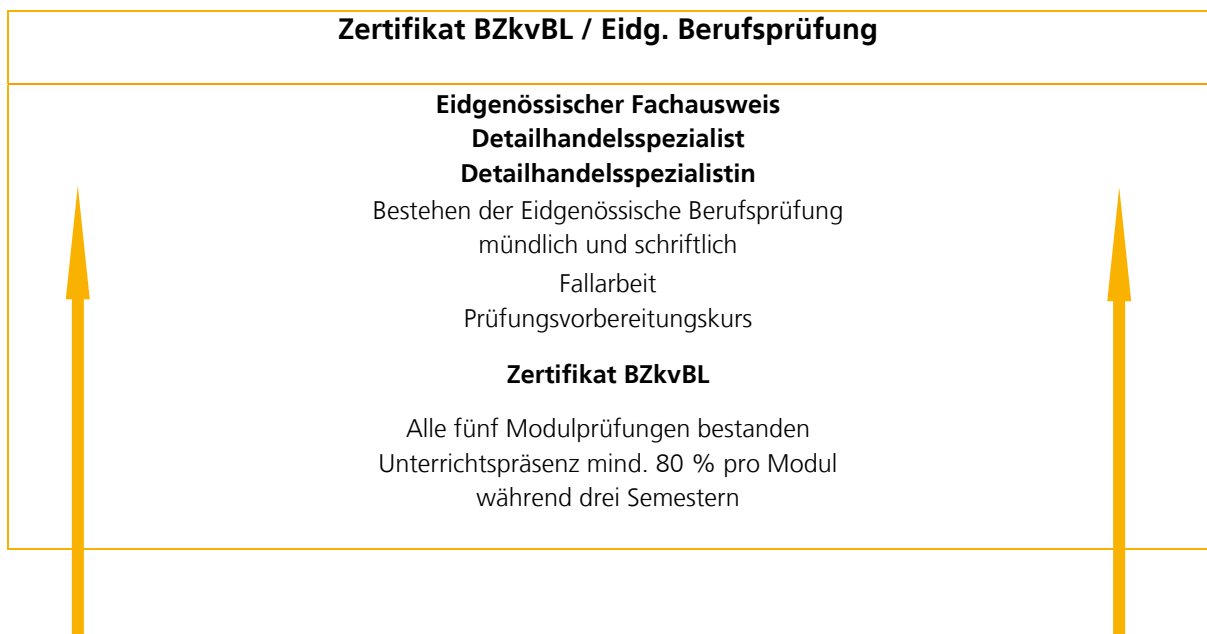 Zertifikat BZkvBL / Eidg. Berufsprüfung
Eidgenössischer Fachausweis
Detailhandelsspezialist
Detailhandelsspezialistin
Bestehen der Eidgenössische Berufsprüfung
mündlich und schriftlich
Fallarbeit
Prüfungsvorbereitungskurs
Zertifikat BZkvBL
Alle fünf Modulprüfungen bestanden
Unterrichtspräsenz mind. 80 % pro Modul
während drei Semestern